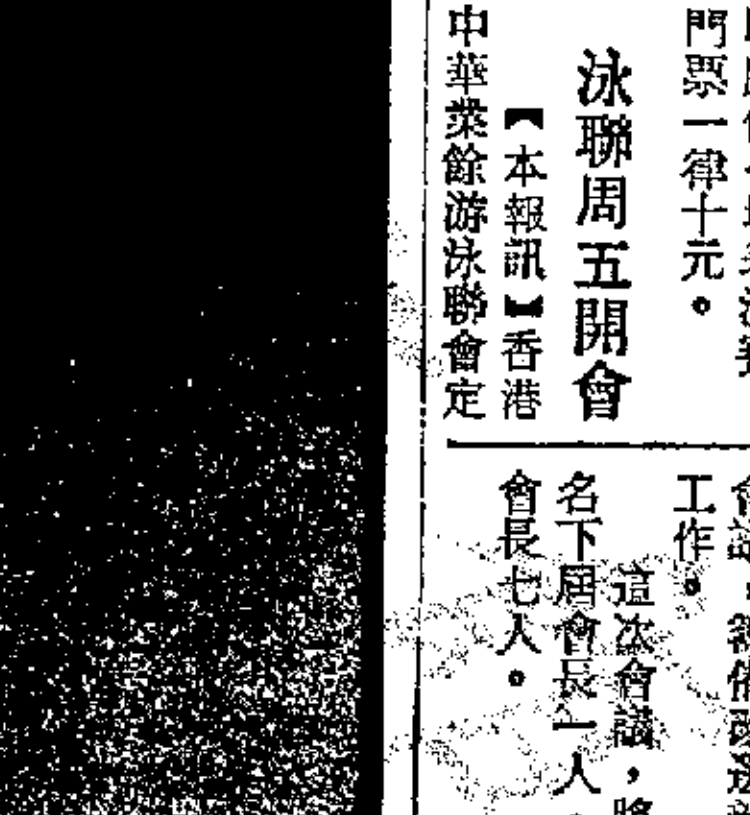 門票一律十元。
泳聯周五開會
【本報訊】香港
中華業餘游泳聯會定
工作。
這次會議，將
名下屆會長一人
會長七人。